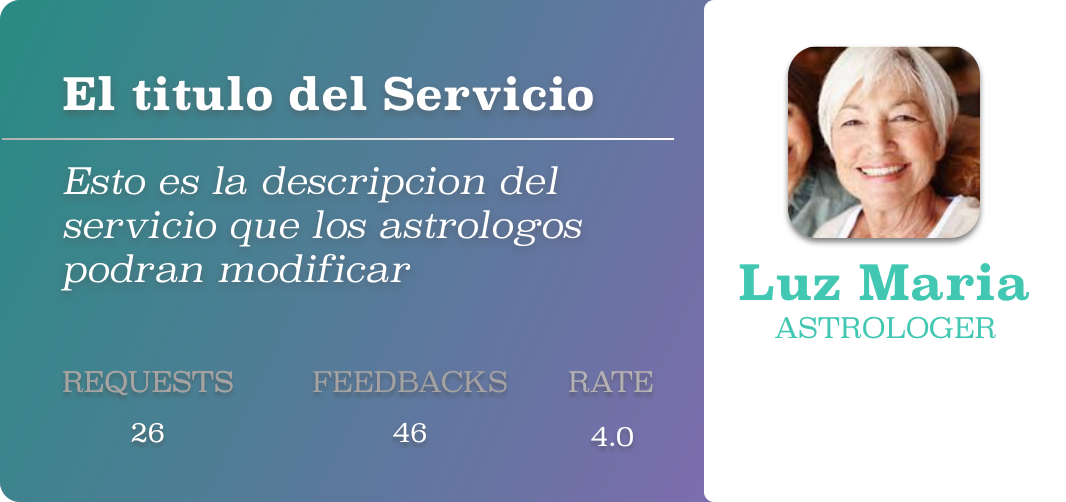 El titulo del Servicio
Esto es la descripcion del
servicio que los astrologos
podran modificar
REQUESTS FEEDBACKS RATE
26 46 4.0
Luz Maria
ASTROLOGER